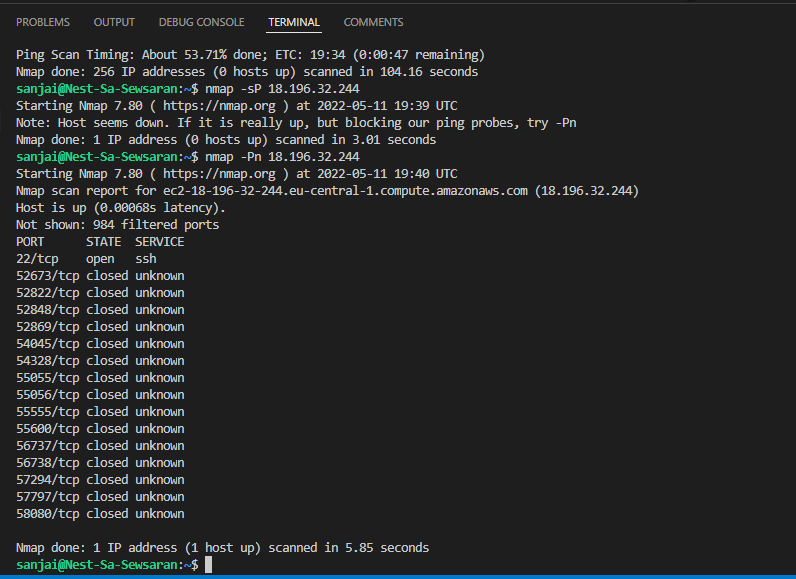 PROBLEMS OUTPUT DEBUG CONSOLE TERMINAL COMMENTS
Ping Scan Timing: About 53.71% done; ETC: 19:34 (0:00:47 remaining)
Nmap done: 256 IP addresses (0 hosts up) scanned in 104.16 seconds
sanjai@Nest-Sa-Sewsaran:~$ nmap -sP 18.196.32.244
Starting Nmap 7.80 ( https://nmap.org ) at 2022-05-11 19:39 UTC
Note: Host seems down. If it is really up, but blocking our ping probes, try -Pn
Nmap done: 1 IP address (0 hosts up) scanned in 3.01 seconds
sanjai@Nest-Sa-Sewsaran:~$ nmap -Pn 18.196.32.244
Starting Nmap 7.80 ( https://nmap.org ) at 2022-05-11 19:40 UTC
Nmap scan report for ec2-18-196-32-244.eu-central-1.compute.amazonaws.com (18.196.32.244)
Host is up (0.00068s latency).
Not shown: 984 filtered ports
PORT STATE SERVICE
22/tcp open ssh
52673/tcp closed unknown
52822/tcp closed unknown
52848/tcp closed unknown
52869/tcp closed unknown
54045/tcp closed unknown
54328/tcp closed unknown
55055/tcp closed unknown
55056/tcp closed unknown
55555/tcp closed unknown
55600/tcp closed unknown
56737/tcp closed unknown
56738/tcp closed unknown
57294/tcp closed unknown
57797/tcp closed unknown
58080/tcp closed unknown
Nmap done: 1 IP address (1 host up) scanned in 5.85 seconds
sanjai@Nest-Sa-Sewsaran:~$